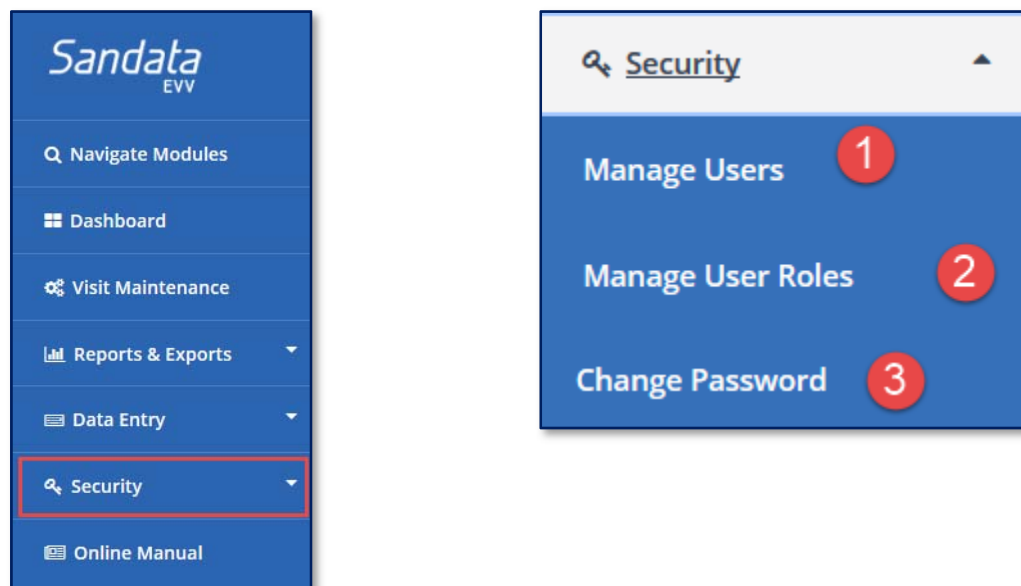 Sandata
EVV
Navigate Modules
Dashboard
Visit Maintenance
Reports & Exports
Data Entry
Security
Online Manual
Security
Manage Users 1
Manage User Roles 2
Change Password 3